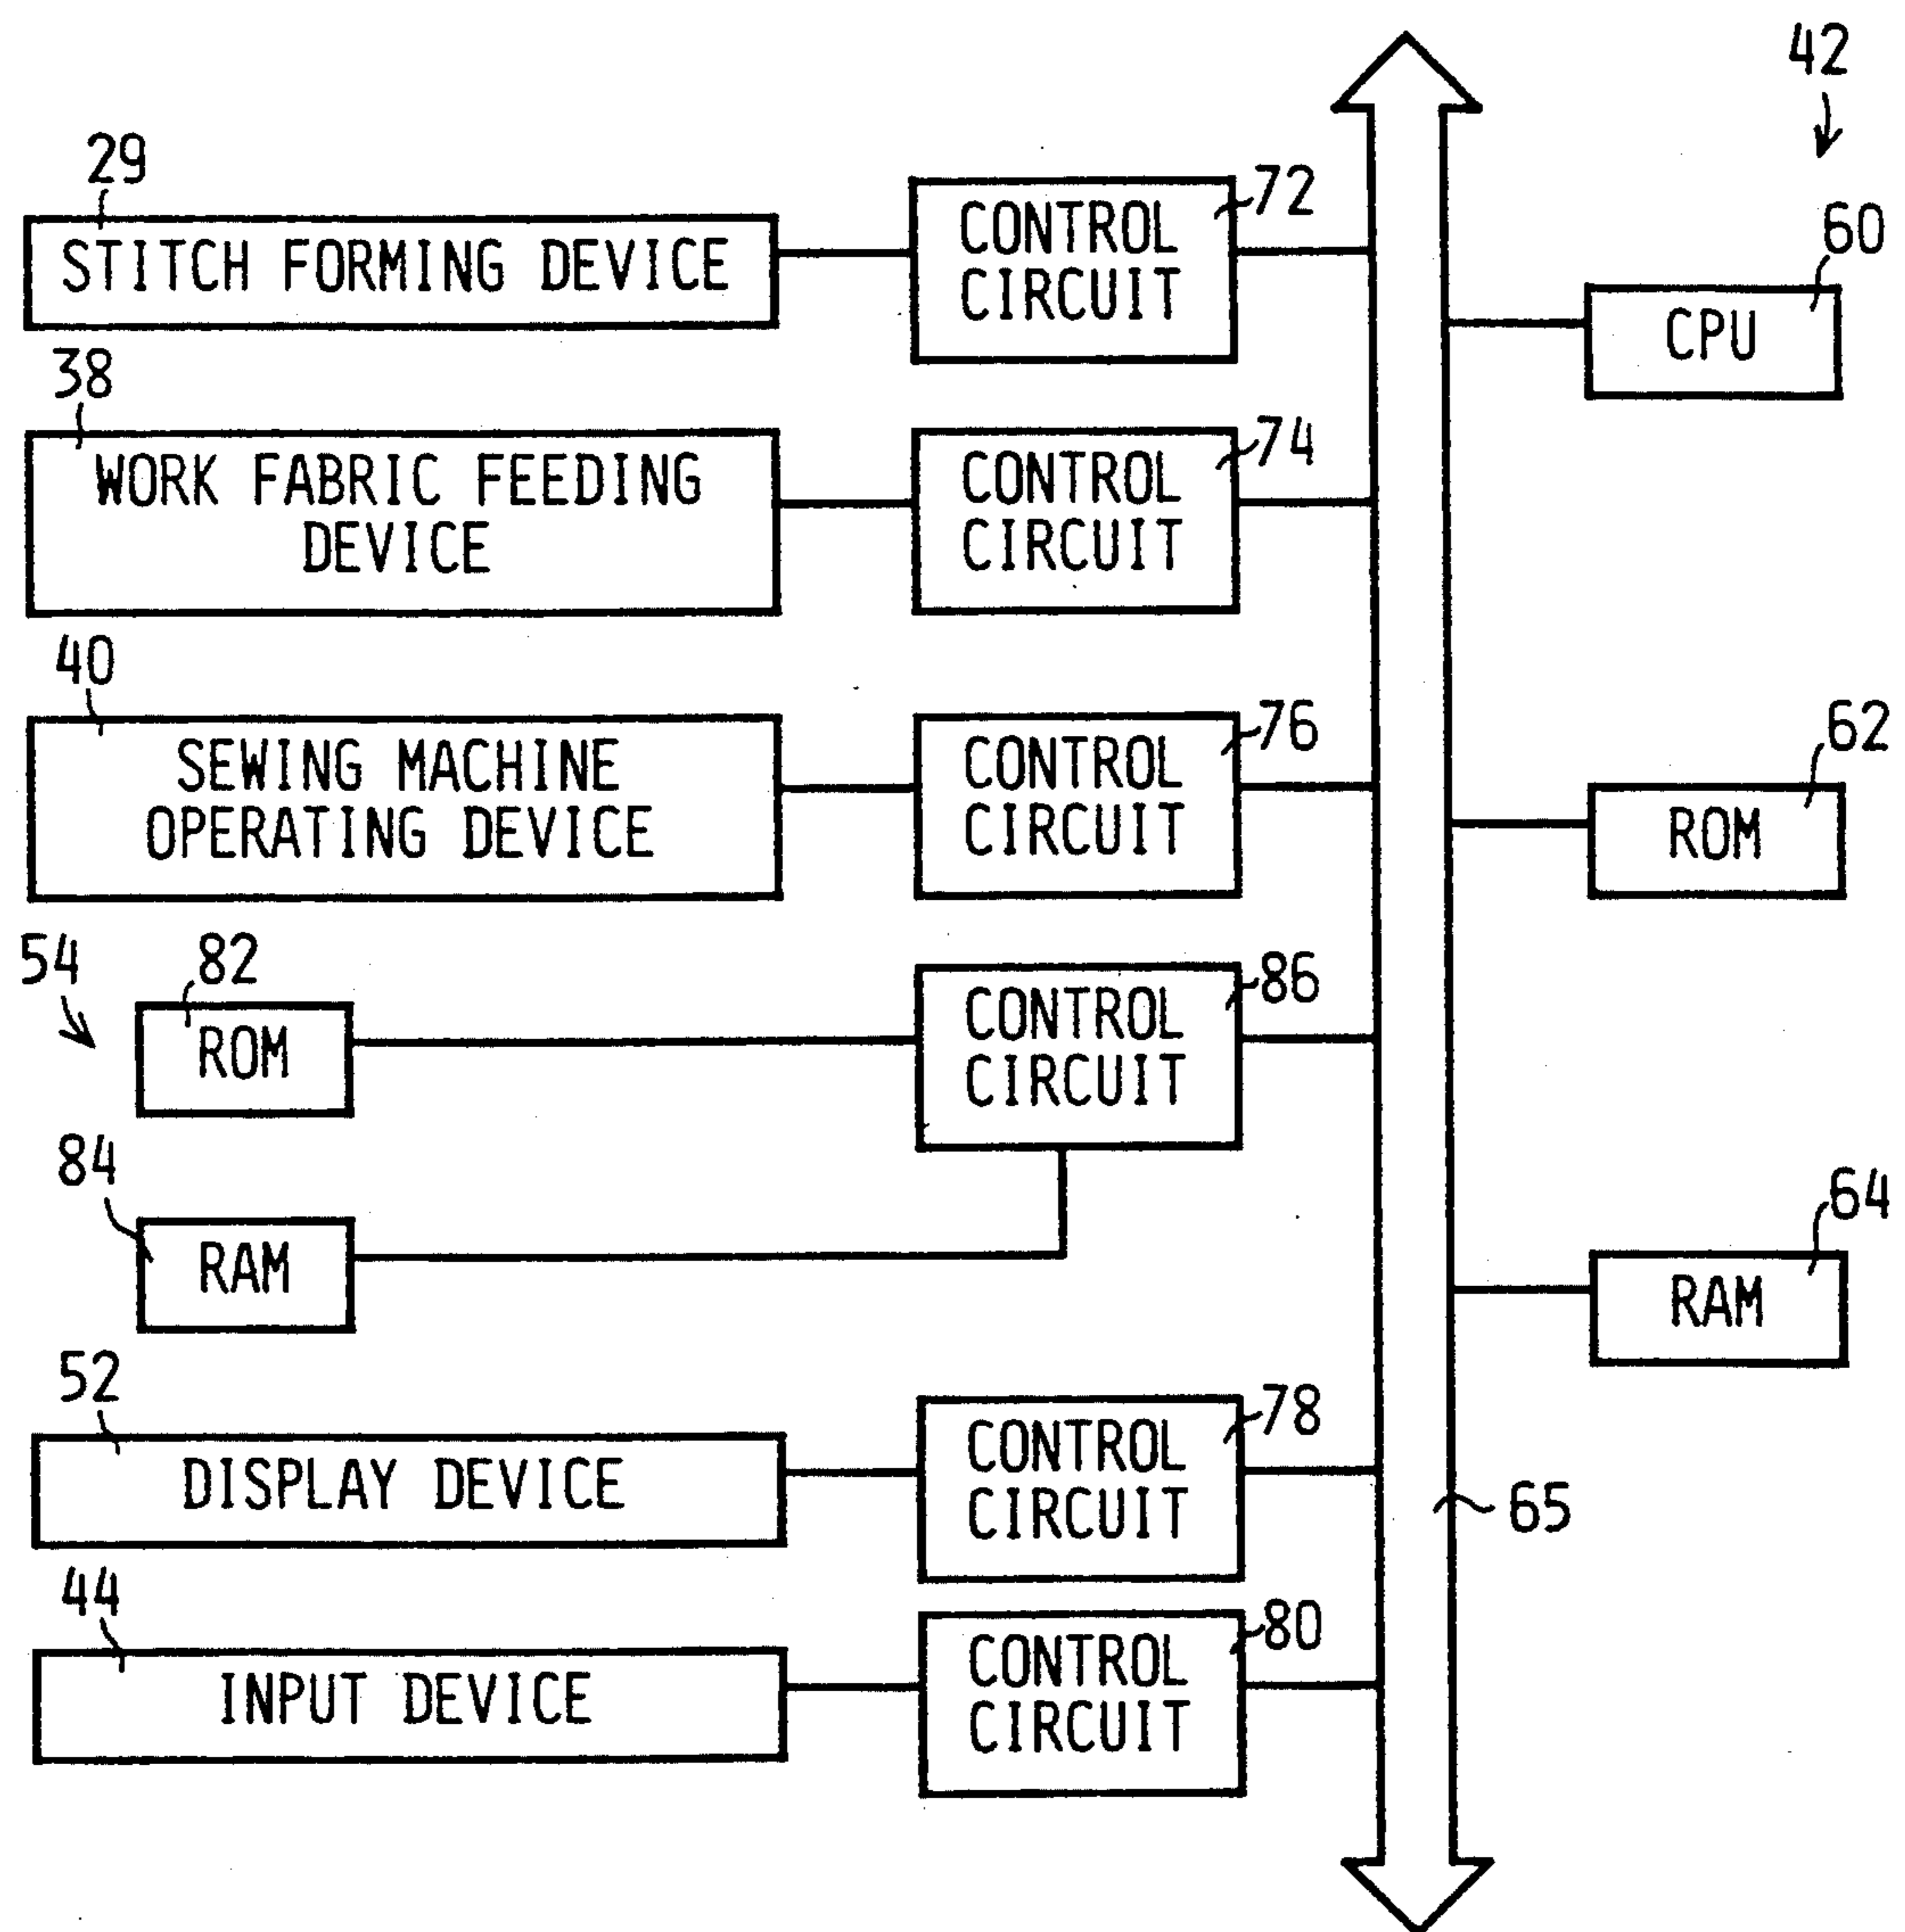 42
29
STITCH FORMING DEVICE
CONTROL
CIRCUIT
72
60
CPU
38
WORK FABRIC FEEDING
DEVICE
CONTROL
CIRCUIT
74
40
SEWING MACHINE
OPERATING DEVICE
CONTROL
CIRCUIT
76
62
ROM
54
82
ROM
CONTROL
CIRCUIT
86
84
RAM
64
RAM
52
DISPLAY DEVICE
CONTROL
CIRCUIT
78
65
44
INPUT DEVICE
CONTROL
CIRCUIT
80